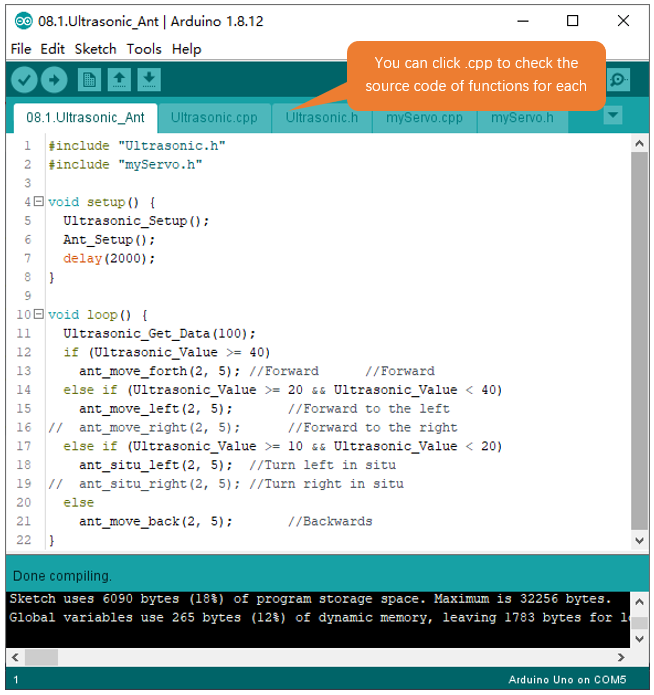 08.1.Ultrasonic_Ant | Arduino 1.8.12
File Edit Sketch Tools Help
You can click .cpp to check the
source code of functions for each
08.1.Ultrasonic_Ant Ultrasonic.cpp Ultrasonic.h myServo.cpp myServo.h
1 #include "Ultrasonic.h"
2 #include "myServo.h"
3
4 void setup() {
5 Ultrasonic_Setup();
6 Ant_Setup();
7 delay(2000);
8 }
9
10 void loop() {
11 Ultrasonic_Get_Data(100);
12 if (Ultrasonic_Value >= 40)
13 ant_move_forth(2, 5); //Forward //Forward
14 else if (Ultrasonic_Value >= 20 && Ultrasonic_Value < 40)
15 ant_move_left(2, 5); //Forward to the left
16 // ant_move_right(2, 5); //Forward to the right
17 else if (Ultrasonic_Value >= 10 && Ultrasonic_Value < 20)
18 ant_situ_left(2, 5); //Turn left in situ
19 // ant_situ_right(2, 5); //Turn right in situ
20 else
21 ant_move_back(2, 5); //Backwards
22 }
Done compiling.
Sketch uses 6090 bytes (18%) of program storage space. Maximum is 32256 bytes.
Global variables use 265 bytes (12%) of dynamic memory, leaving 1783 bytes for
1 Arduino Uno on COM5